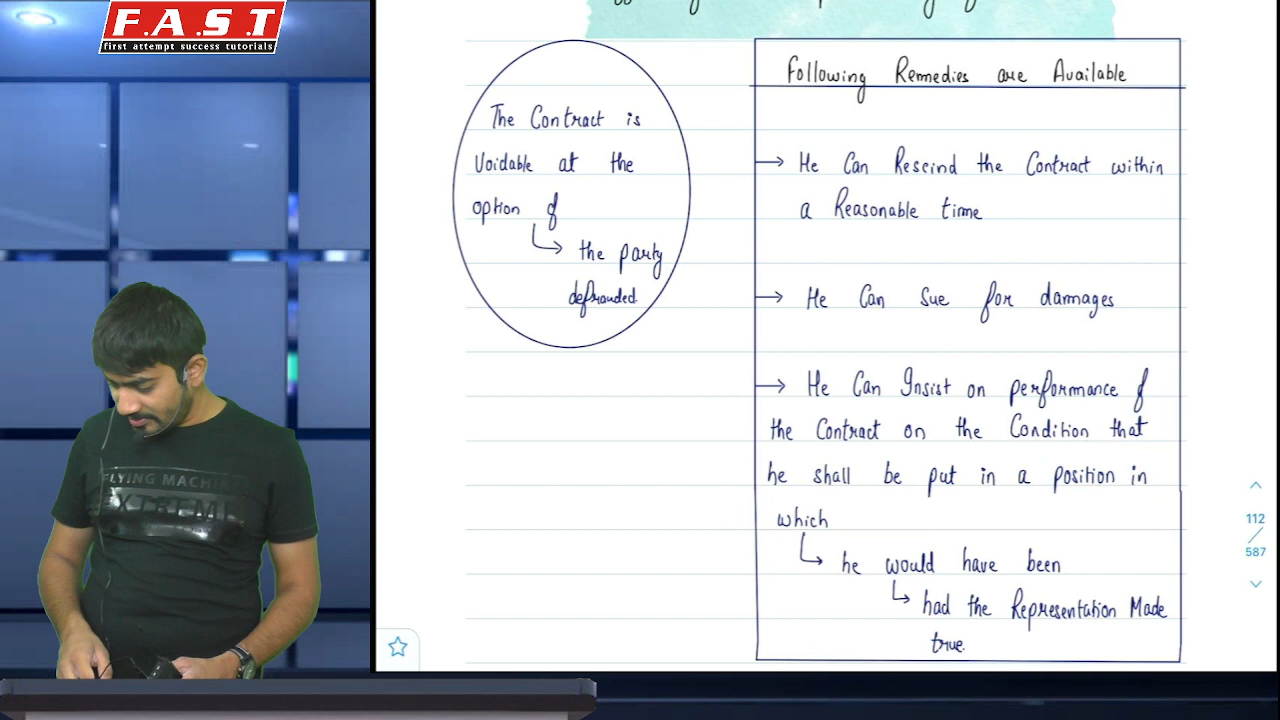 F.A.S.T
first attempt success tutorials
The Contract is
Voidable at the
option of
the party
defrauded
Following Remedies are Available
He Can Rescind the Contract within
a Reasonable time
He Can Sue for damages
He Can Insist on performance of
the Contract on the Condition that
he shall be put in a position in
which
he would have been
had the Representation Made
true.
FLYING MACHI
EXTREME
112
587